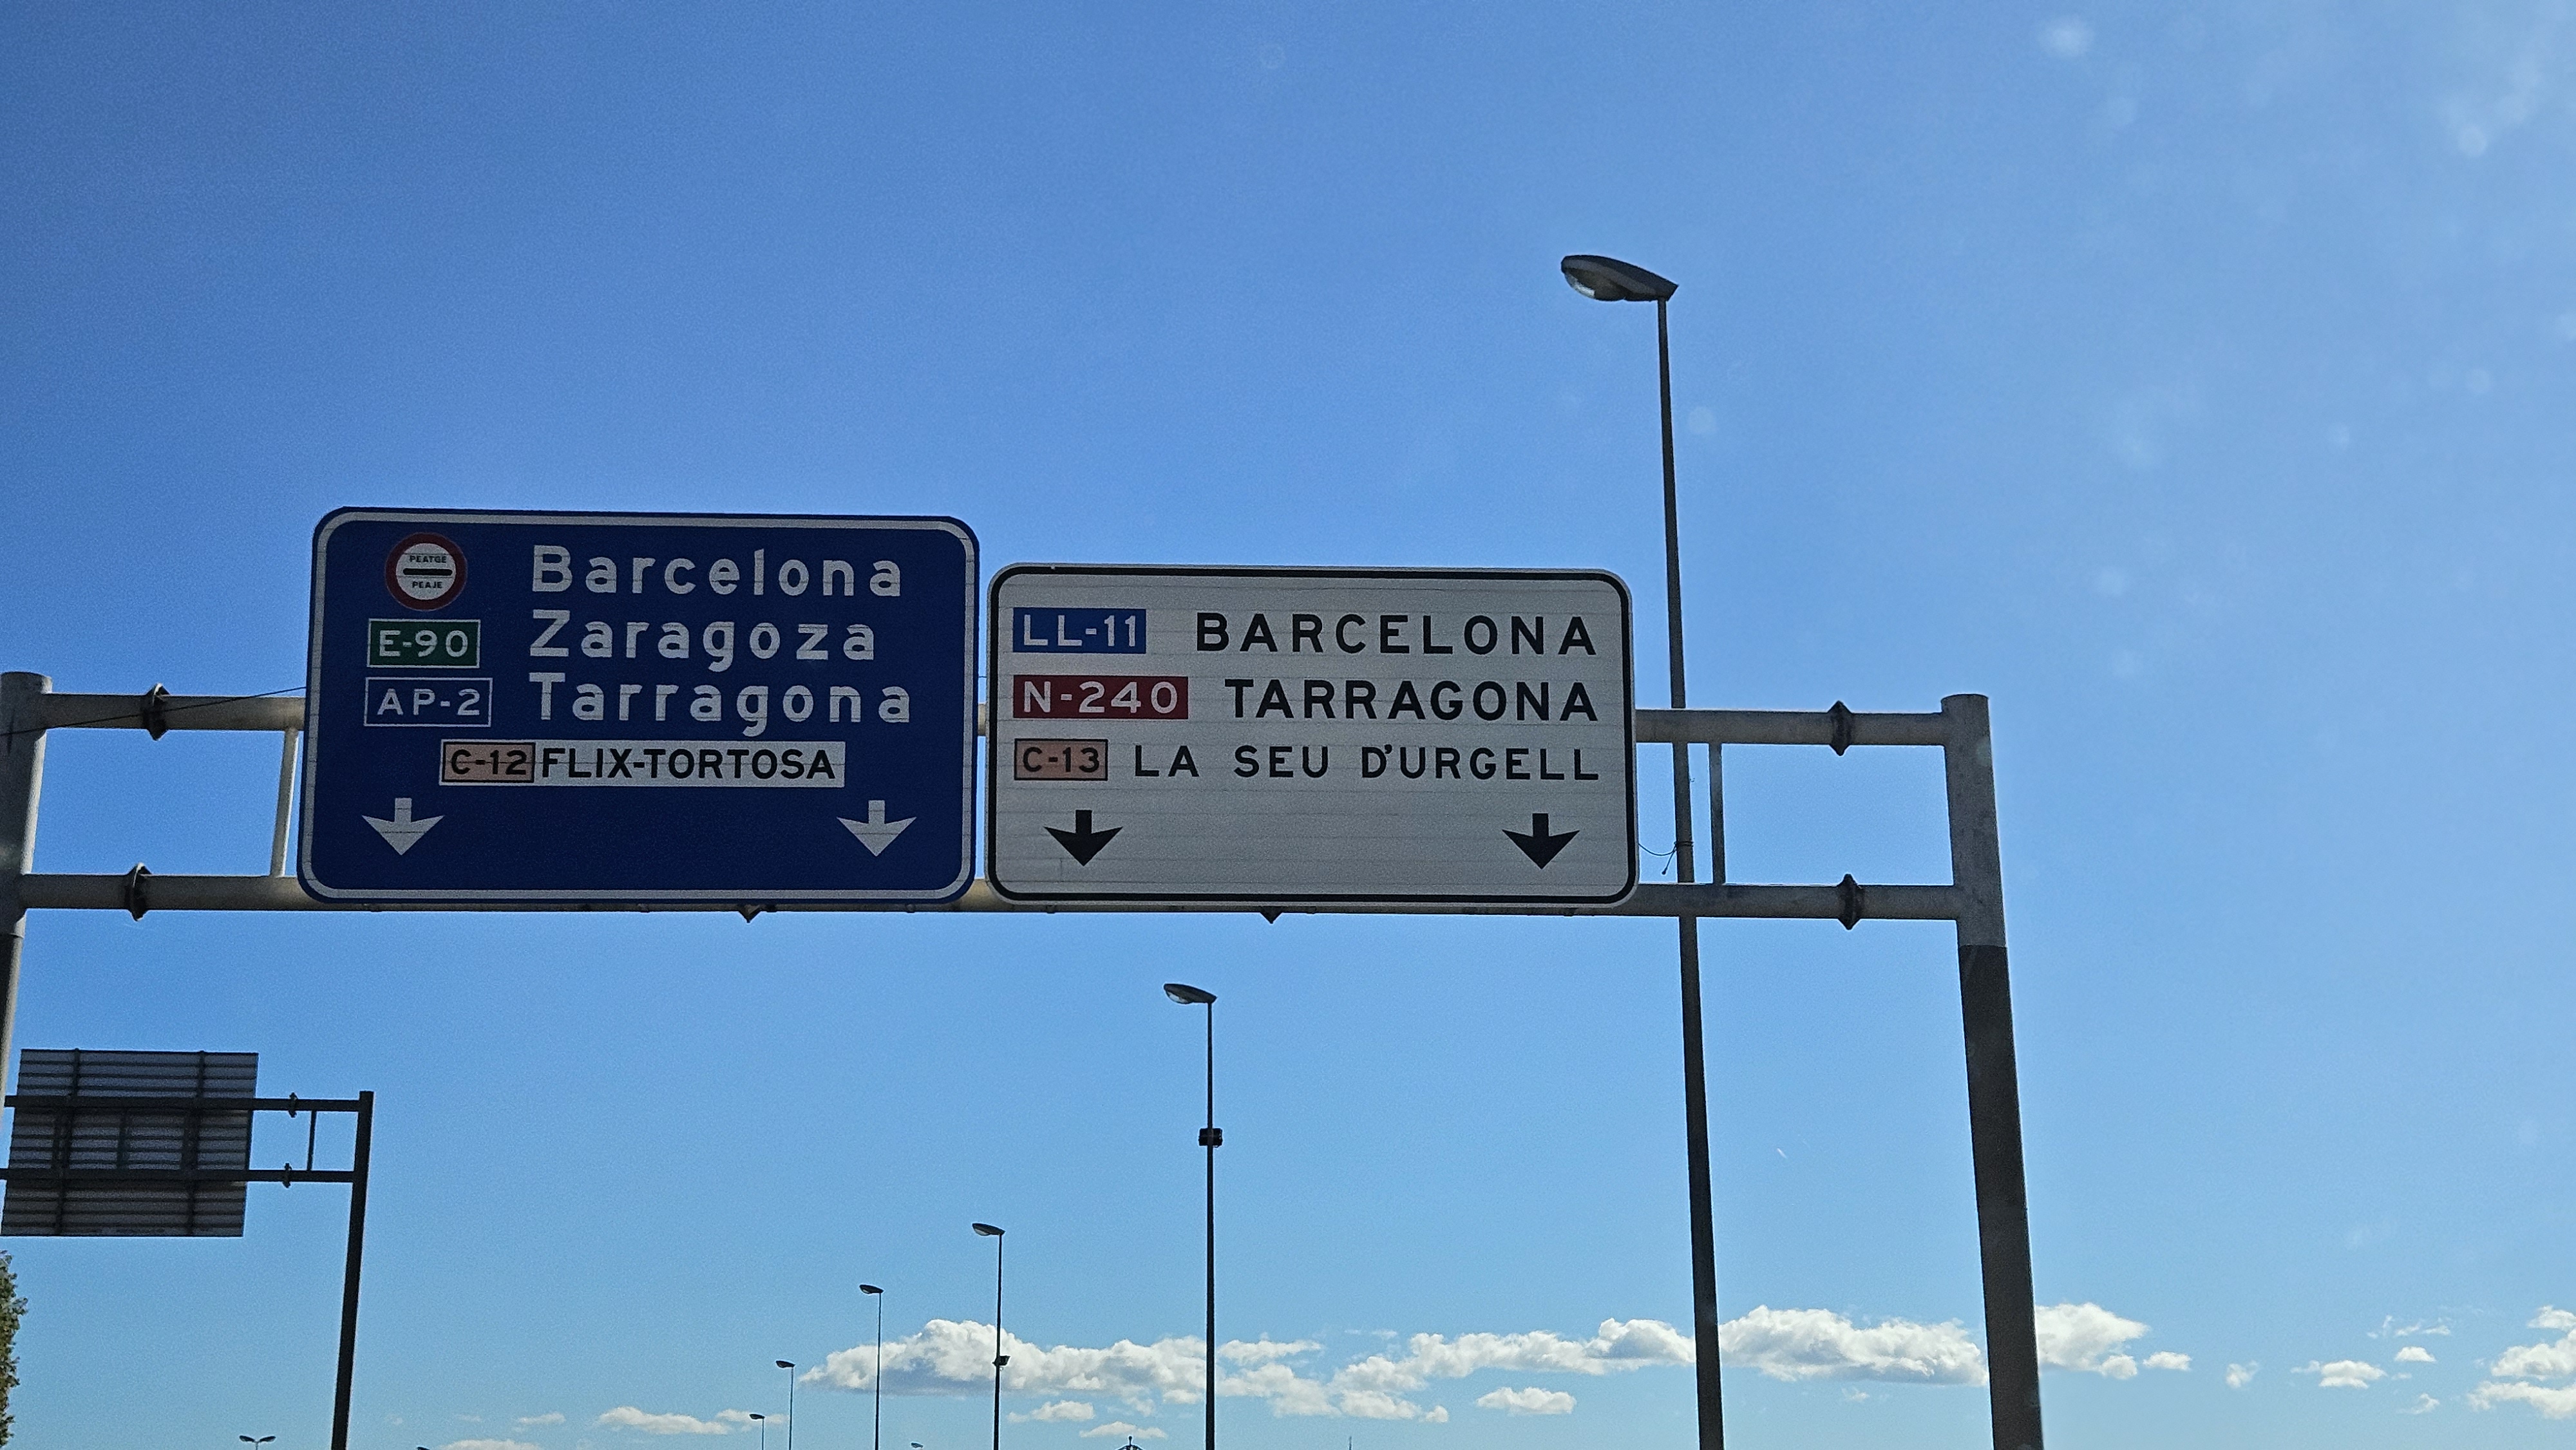 PEATGE
PEAJE
Barcelona
E-90 Zaragoza
AP-2 Tarragona
C-12 FLIX-TORTOSA
LL-11 BARCELONA
N-240 TARRAGONA
C-13 LA SEU D'URGELL